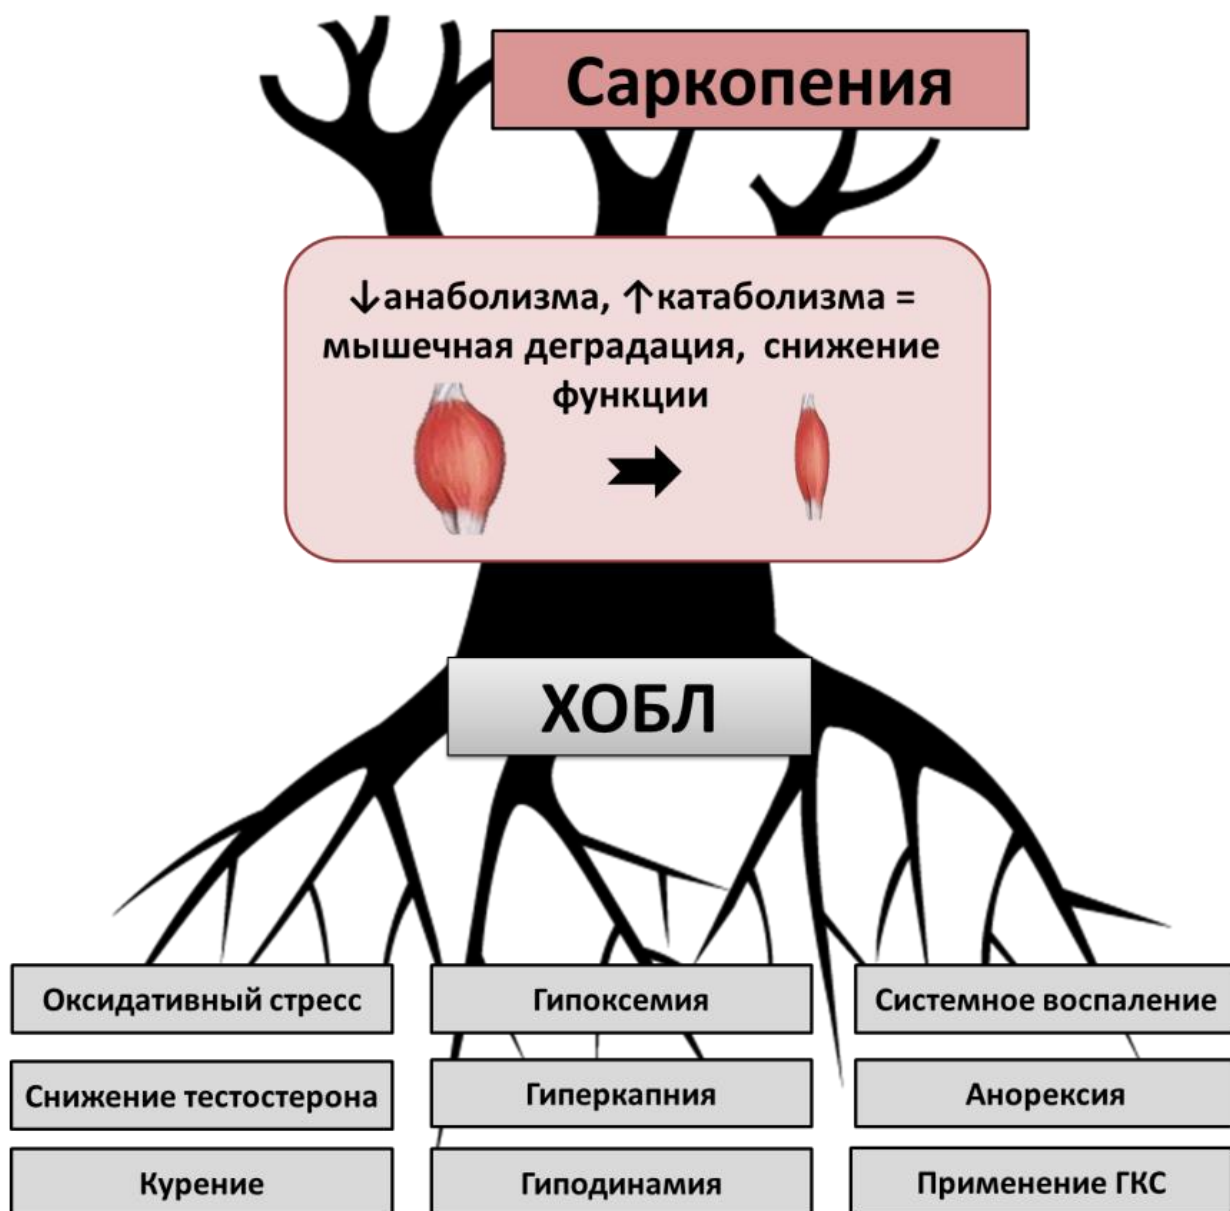 Саркопения
↓анаболизма, ↑катаболизма =
мышечная деградация, снижение
функции
ХОБЛ
Оксидативный стресс
Гипоксемия
Системное воспаление
Снижение тестостерона
Гиперкапния
Анорексия
Курение
Гиподинамия
Применение ГКС